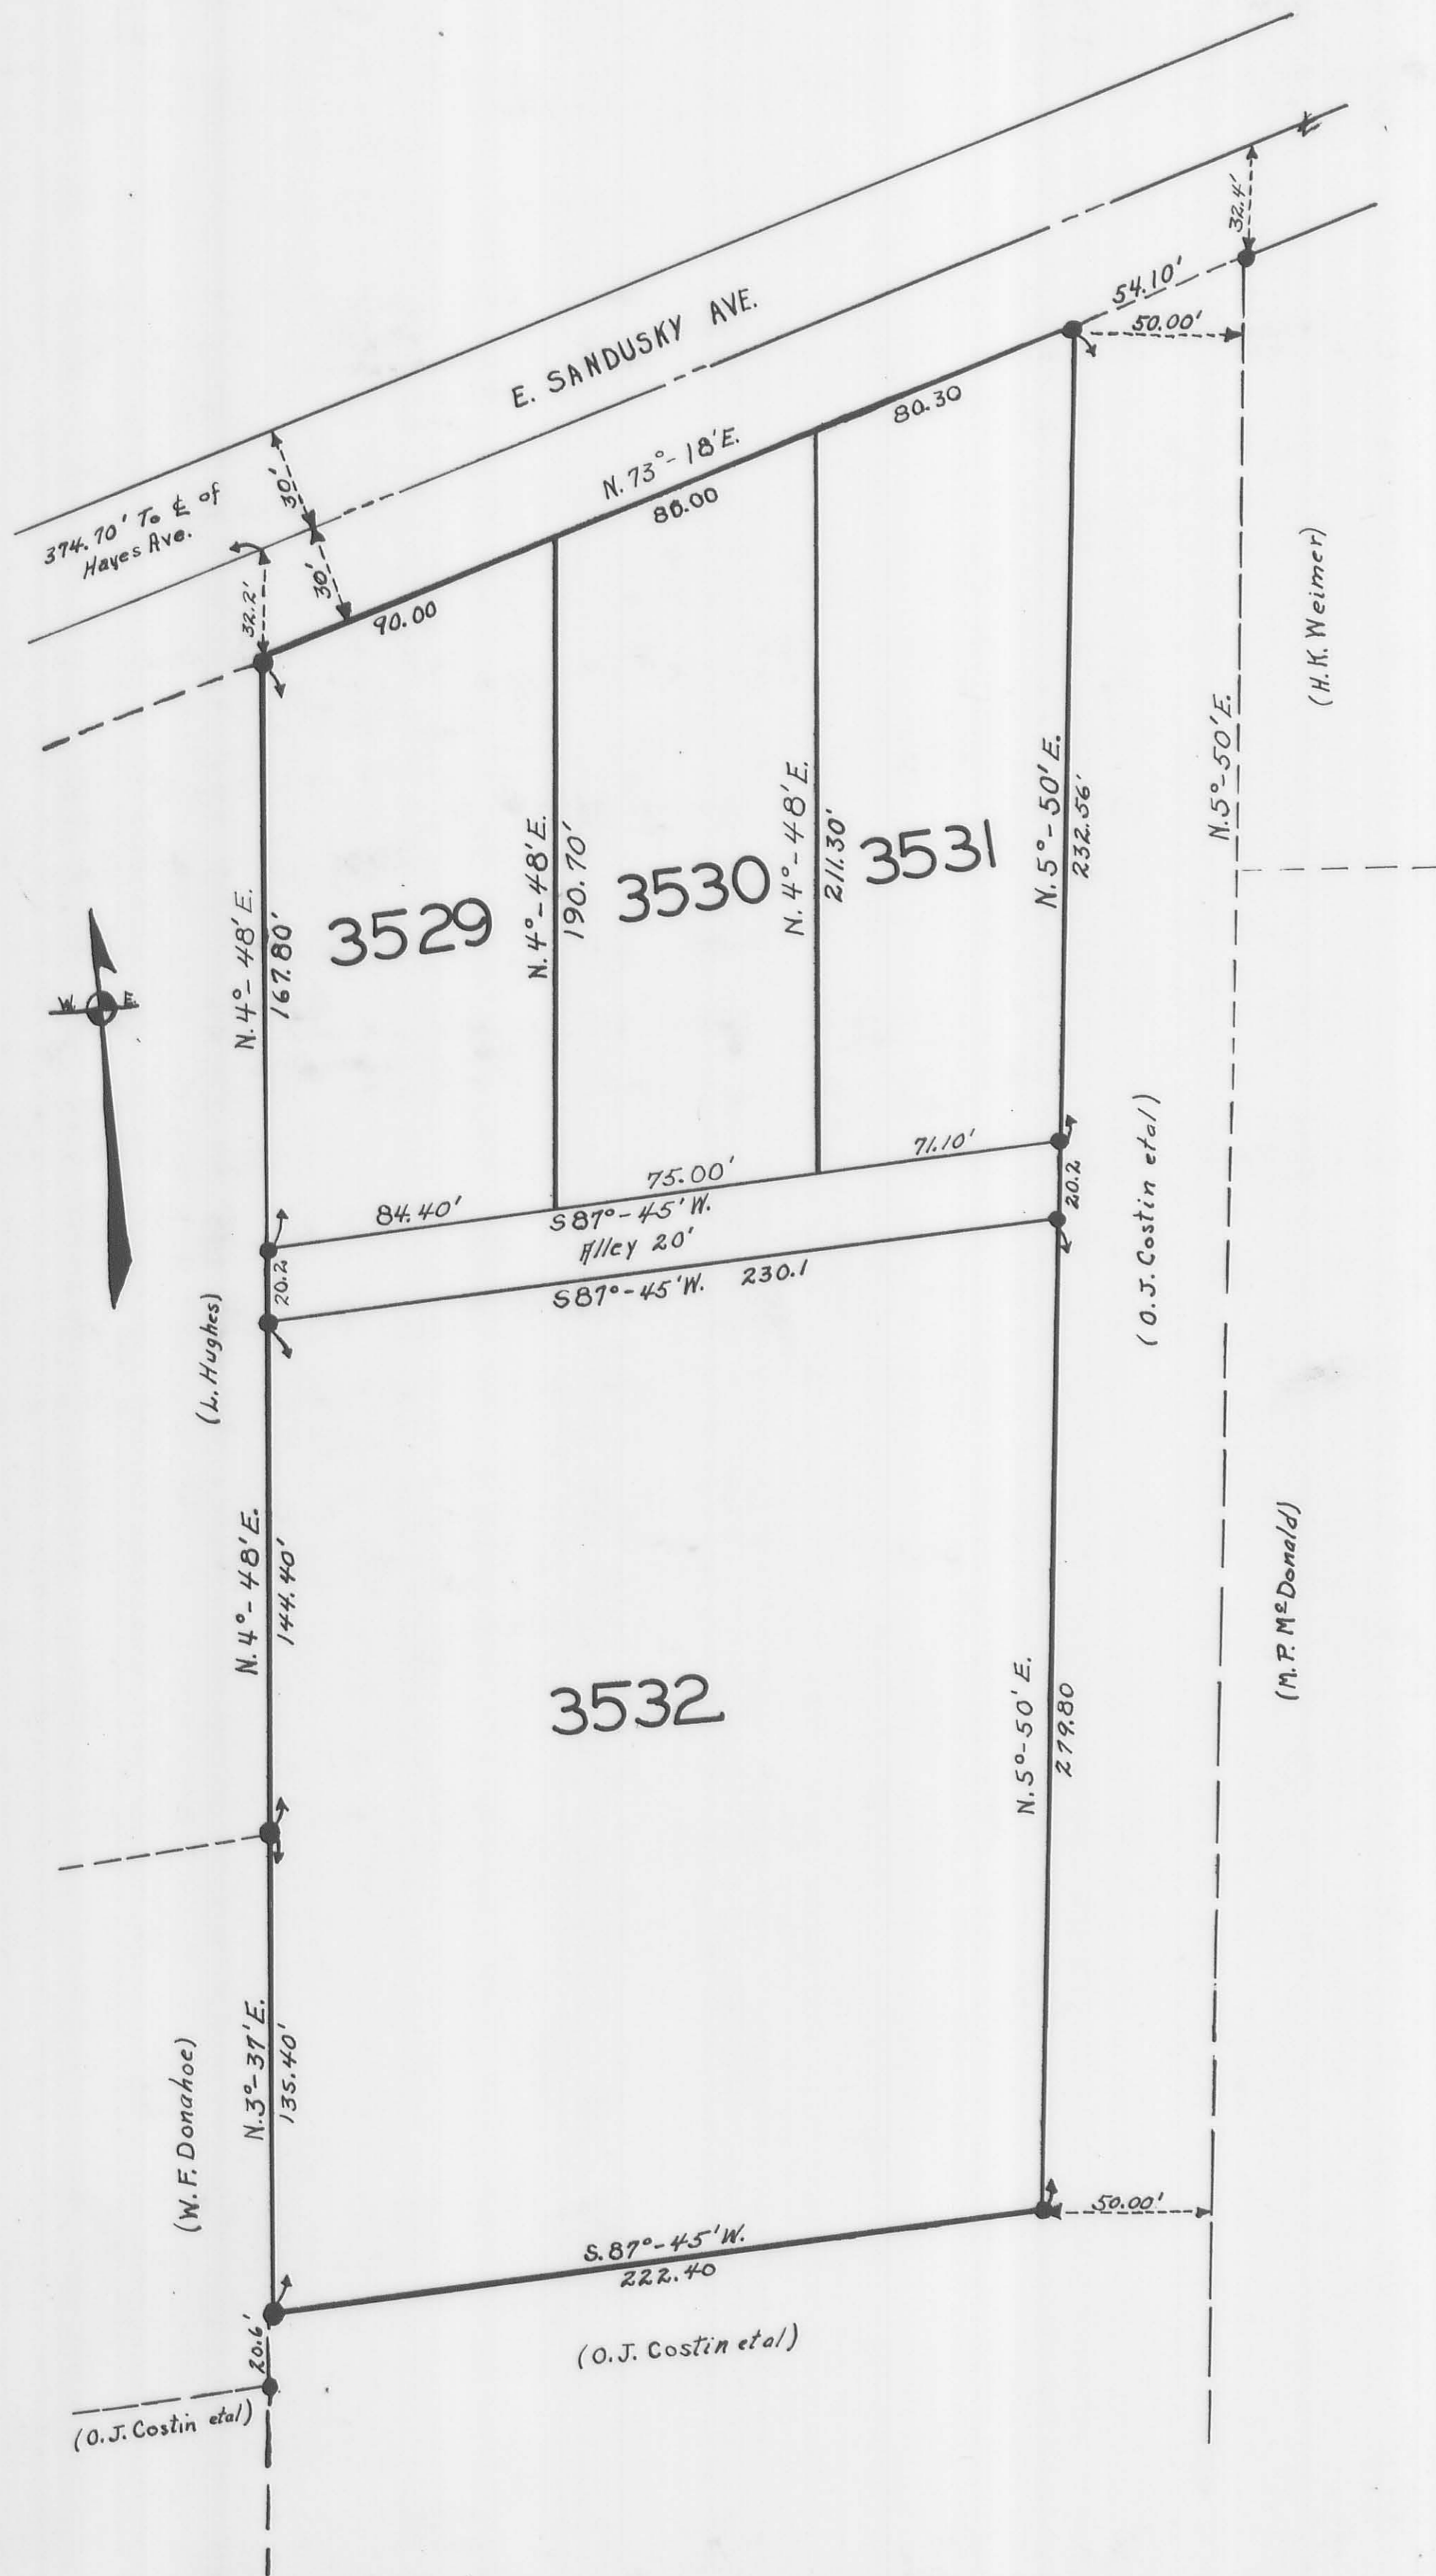 32.4'
54.10'
50.00'
E. SANDUSKY AVE.
80.30
N. 73°-18'E.
30'
374.70' To ℄ of
Hayes Ave.
30'
32.2'
90.00
(H.K. Weimer)
N.5°-50'E.
N.5°-50'E.
232.56'
N.4°-48'E.
211.30'
3531
3530
N.4°-48'E.
190.70'
3529
N.4°-48'E.
167.80'
W.
E.
71.10'
75.00'
84.40'
S87°-45'W.
Alley 20'
S87°-45'W. 230.1
20.2
20.2
(O.J. Costin etal)
(L. Hughes)
N.4°-48'E.
144.40'
(M.P. McDonald)
3532
N.5°-50'E.
279.80
N.3°-37'E.
135.40'
(W.F. Donahoe)
50.00'
S.87°-45'W.
222.40
20.6'
(O.J. Costin etal)
(O.J. Costin etal)